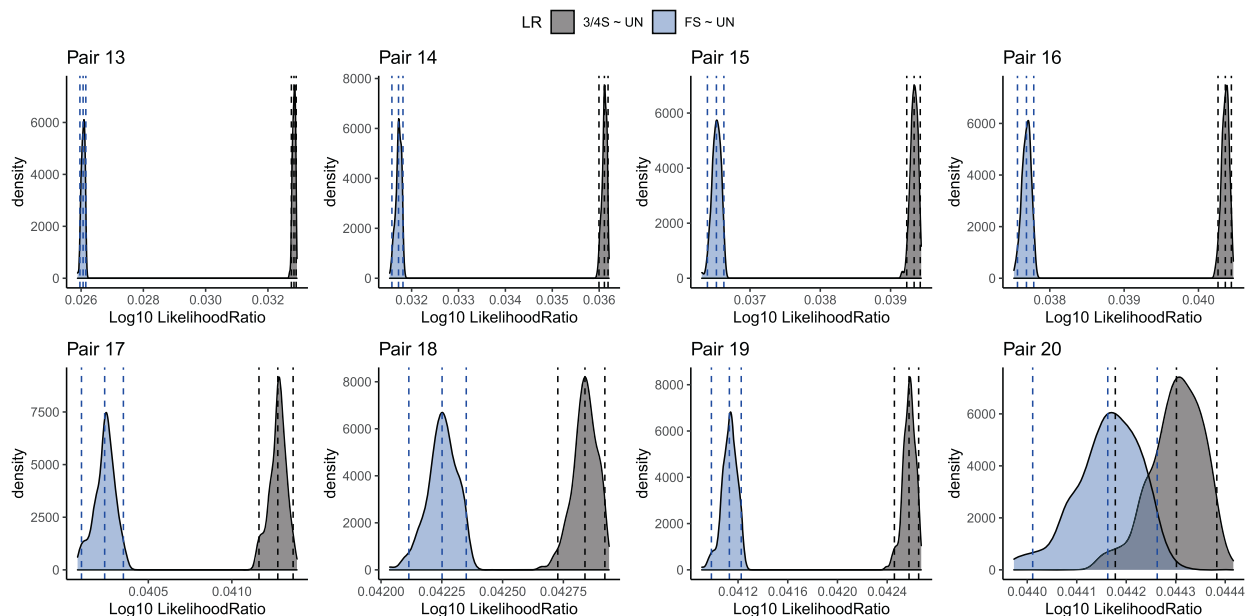 LR 3/4S ~ UN FS ~ UN
Pair 13 Pair 14 Pair 15 Pair 16
density
6000
4000
2000
0
0.026 0.028 0.030 0.032
Log10 LikelihoodRatio
density
8000
6000
4000
2000
0
0.032 0.033 0.034 0.035 0.036
Log10 LikelihoodRatio
density
6000
4000
2000
0
0.037 0.038 0.039
Log10 LikelihoodRatio
density
6000
4000
2000
0
0.038 0.039 0.040
Log10 LikelihoodRatio
Pair 17 Pair 18 Pair 19 Pair 20
density
7500
5000
2500
0
0.0405 0.0410
Log10 LikelihoodRatio
density
8000
6000
4000
2000
0
0.04200 0.04225 0.04250 0.04275
Log10 LikelihoodRatio
density
8000
6000
4000
2000
0
0.0412 0.0416 0.0420 0.0424
Log10 LikelihoodRatio
density
6000
4000
2000
0
0.0440 0.0441 0.0442 0.0443 0.0444
Log10 LikelihoodRatio